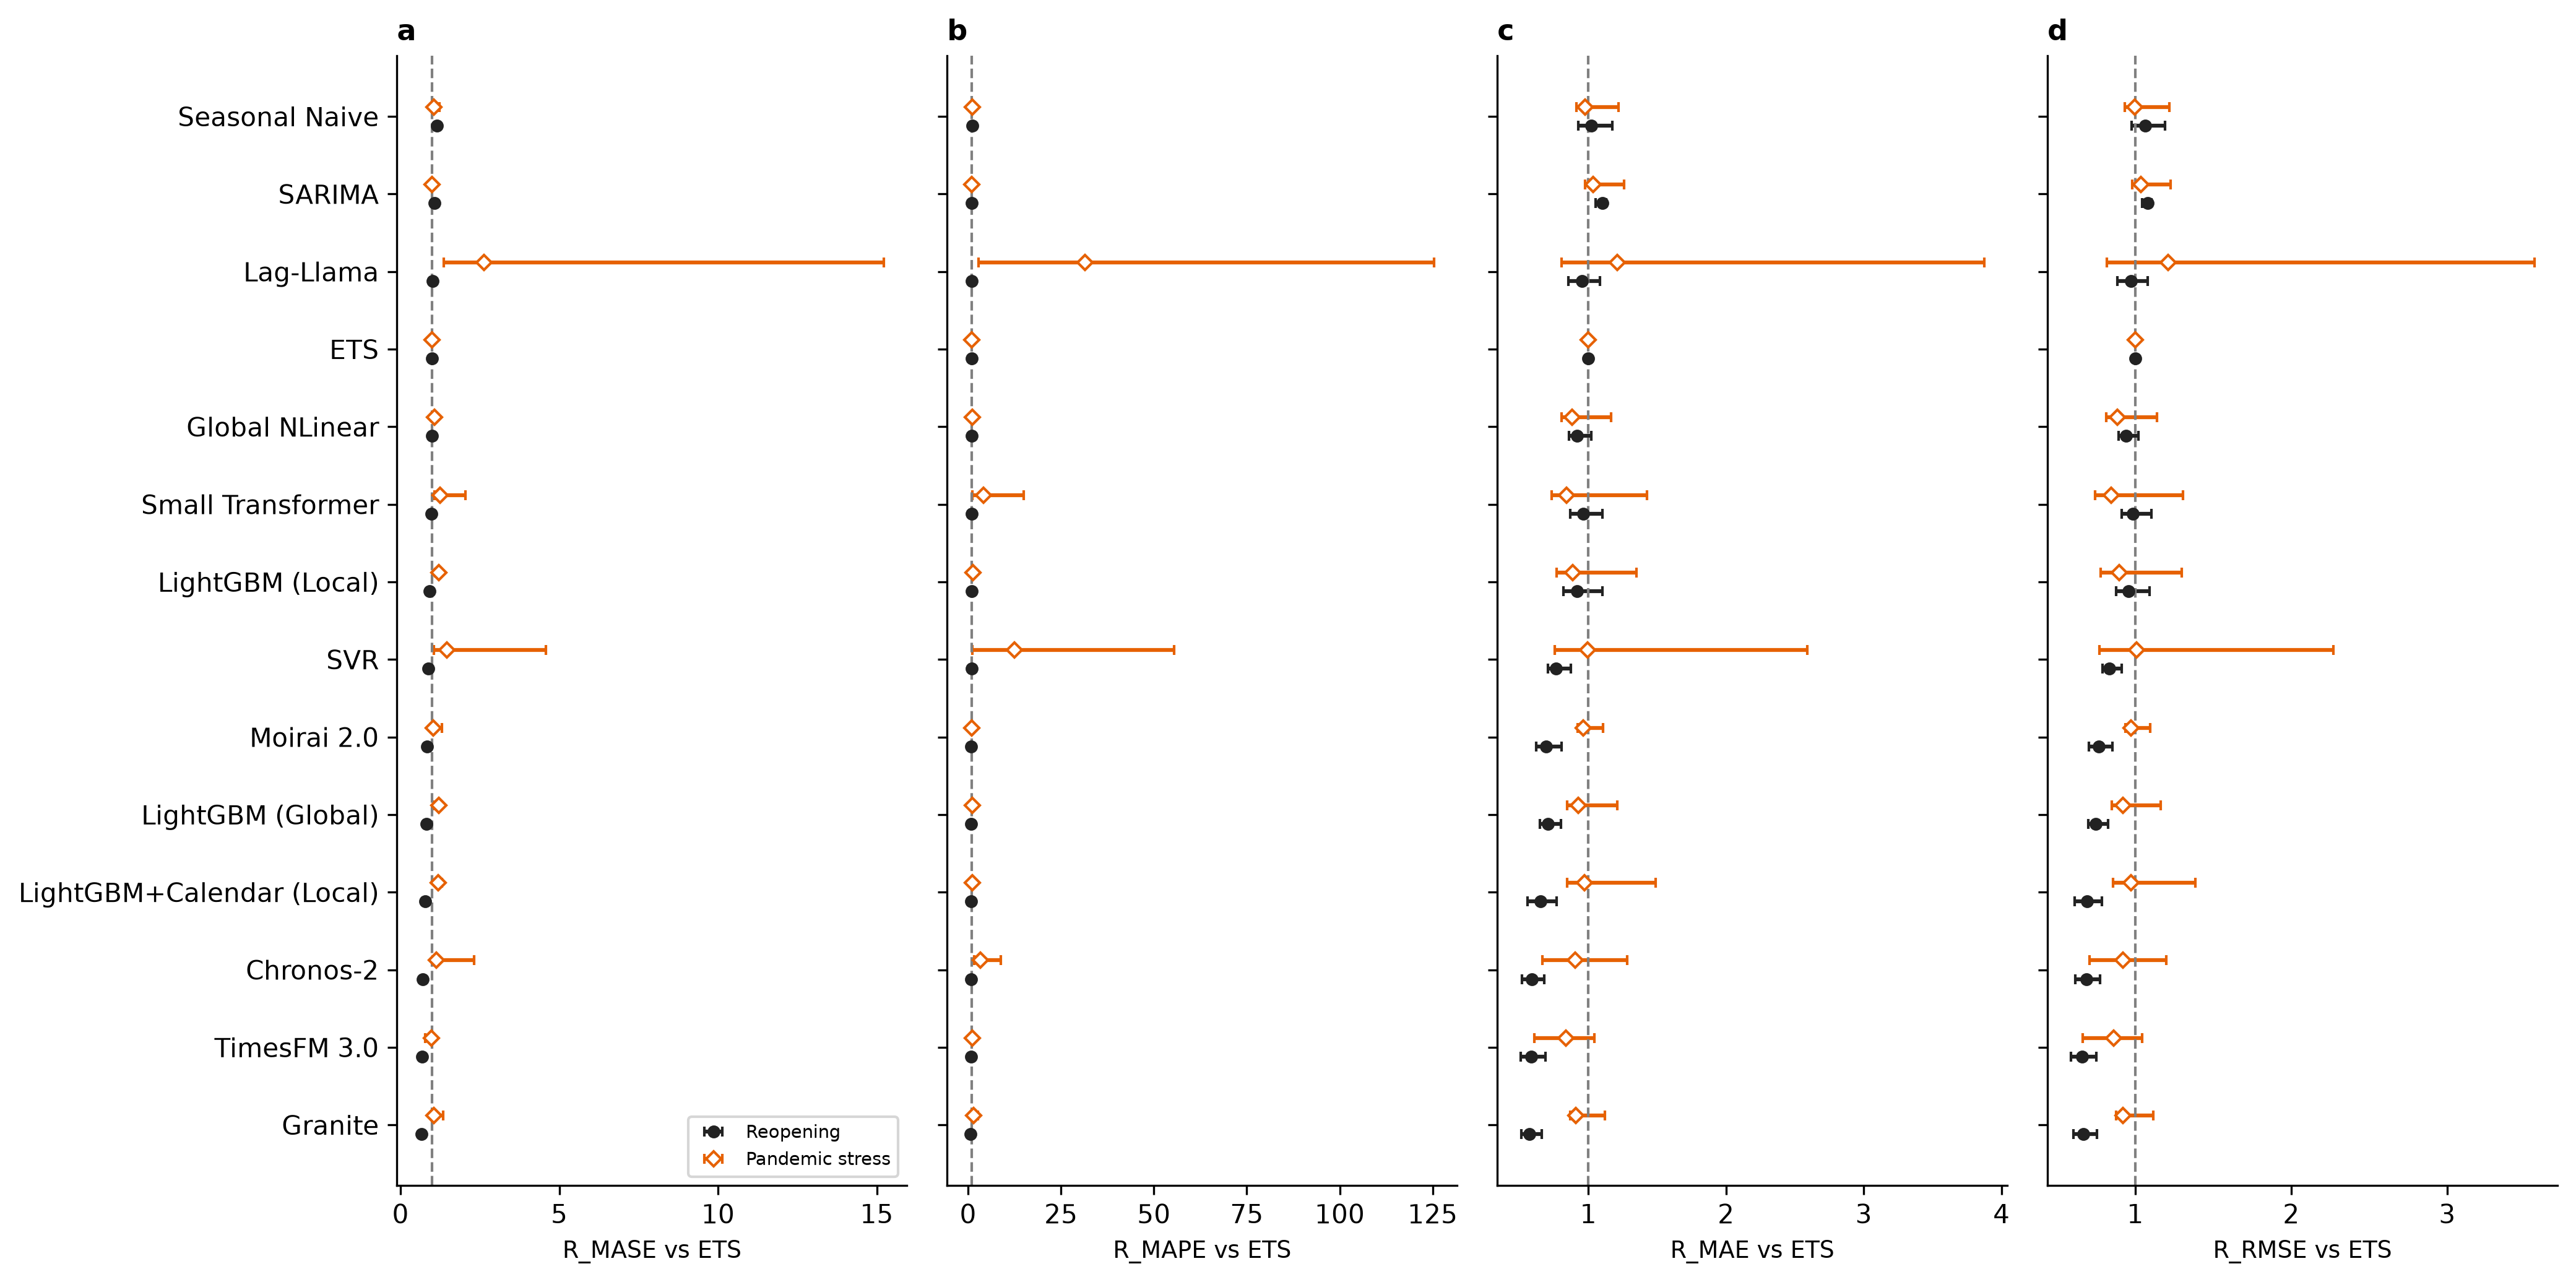 a
b
c
d
Seasonal Naive
SARIMA
Lag-Llama
ETS
Global NLinear
Small Transformer
LightGBM (Local)
SVR
Moirai 2.0
LightGBM (Global)
LightGBM+Calendar (Local)
Chronos-2
TimesFM 3.0
Granite
Reopening
Pandemic stress
0 5 10 15
R_MASE vs ETS
0 25 50 75 100 125
R_MAPE vs ETS
1 2 3 4
R_MAE vs ETS
1 2 3
R_RMSE vs ETS